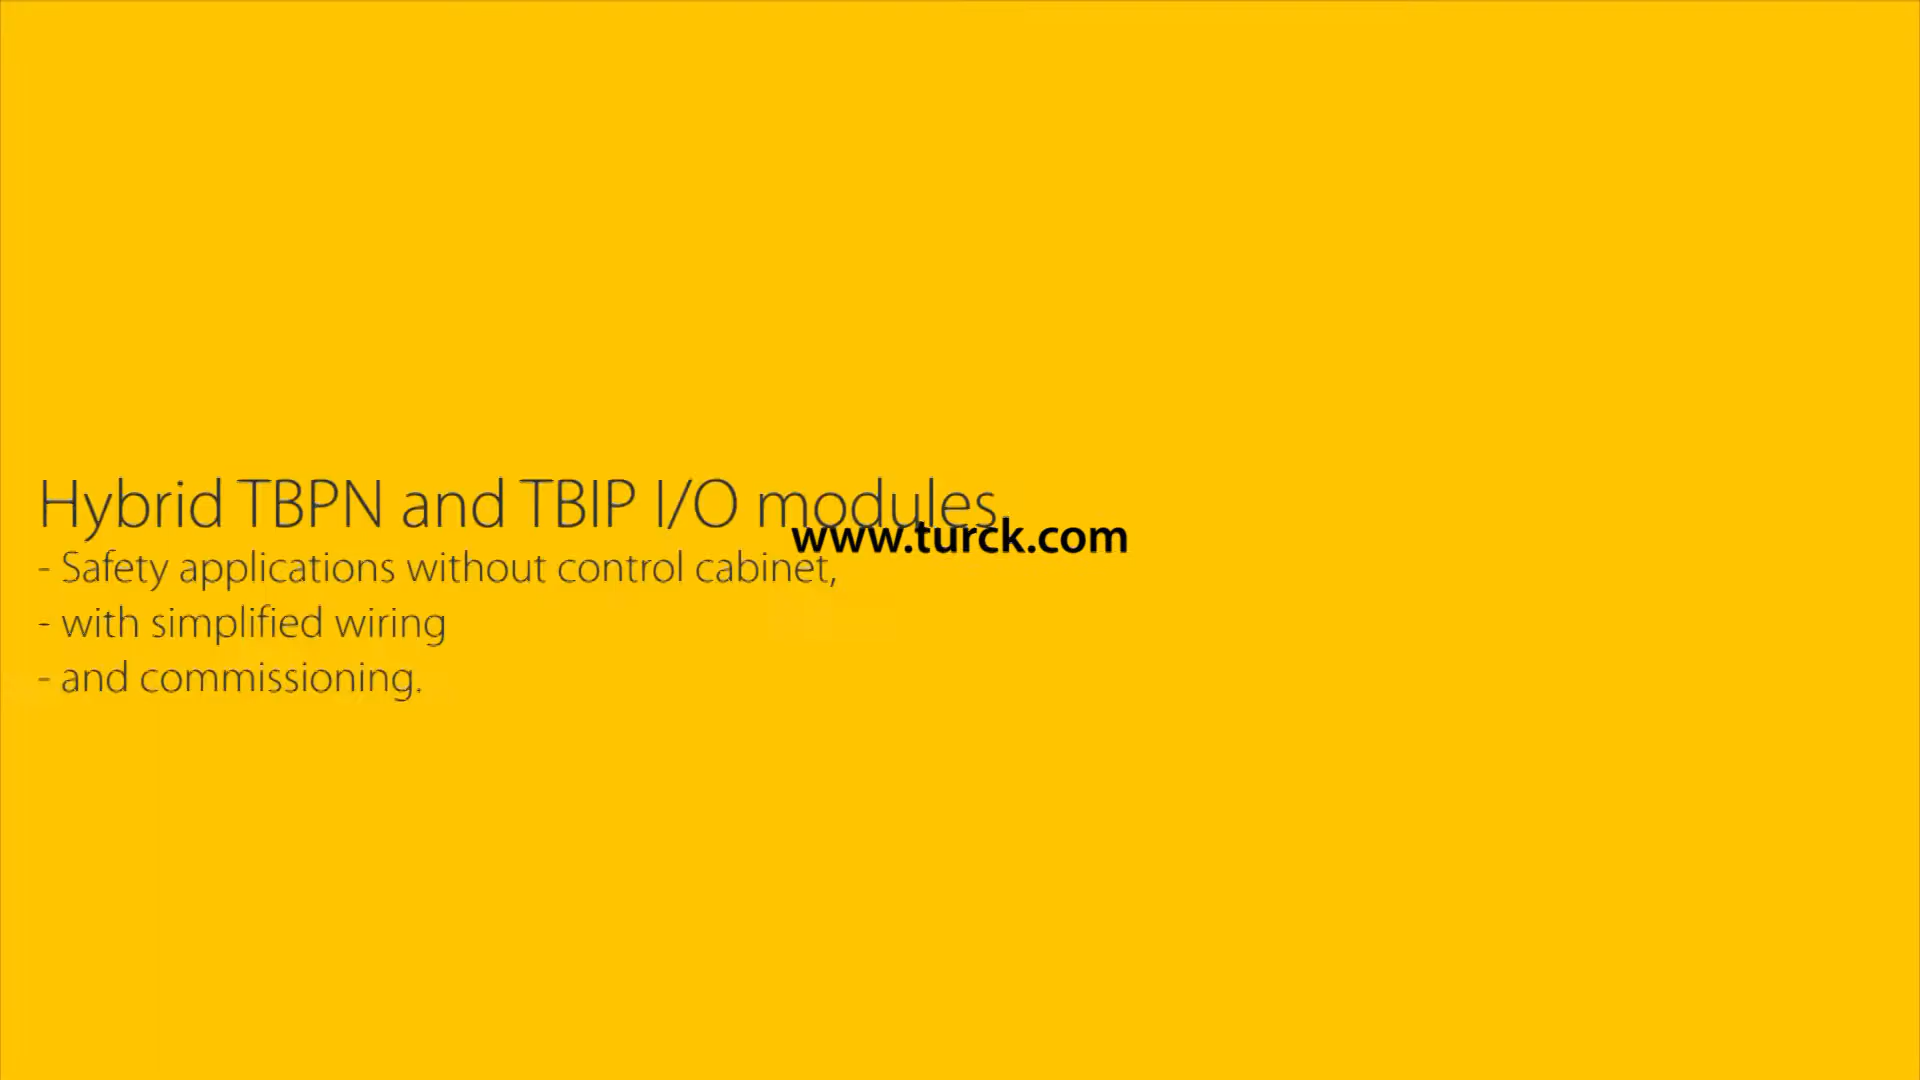 Hybrid TBPN and TBIP I/O modules
www.turck.com
- Safety applications without control cabinet,
- with simplified wiring
- and commissioning.